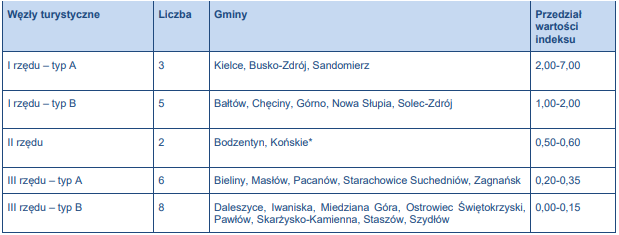 Węzły turystyczne Liczba Gminy Przedział
wartości
indeksu
I rzędu – typ A 3 Kielce, Busko-Zdrój, Sandomierz 2,00-7,00
I rzędu – typ B 5 Bałtów, Chęciny, Górno, Nowa Słupia, Solec-Zdrój 1,00-2,00
II rzędu 2 Bodzentyn, Końskie* 0,50-0,60
III rzędu – typ A 6 Bieliny, Masłów, Pacanów, Starachowice Suchedniów, Zagnańsk 0,20-0,35
III rzędu – typ B 8 Daleszyce, Iwaniska, Miedziana Góra, Ostrowiec Świętokrzyski, 0,00-0,15
Pawłów, Skarżysko-Kamienna, Staszów, Szydłów